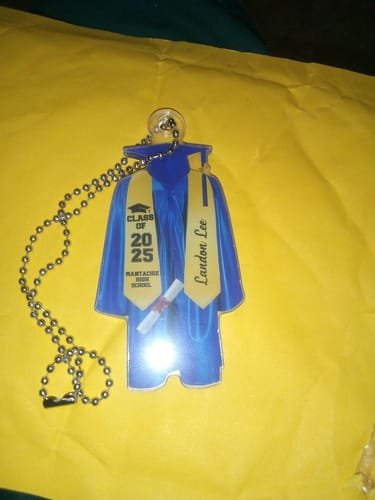 CLASS
OF
20
25
MANTACHIE
HIGH
SCHOOL
Landon Lee